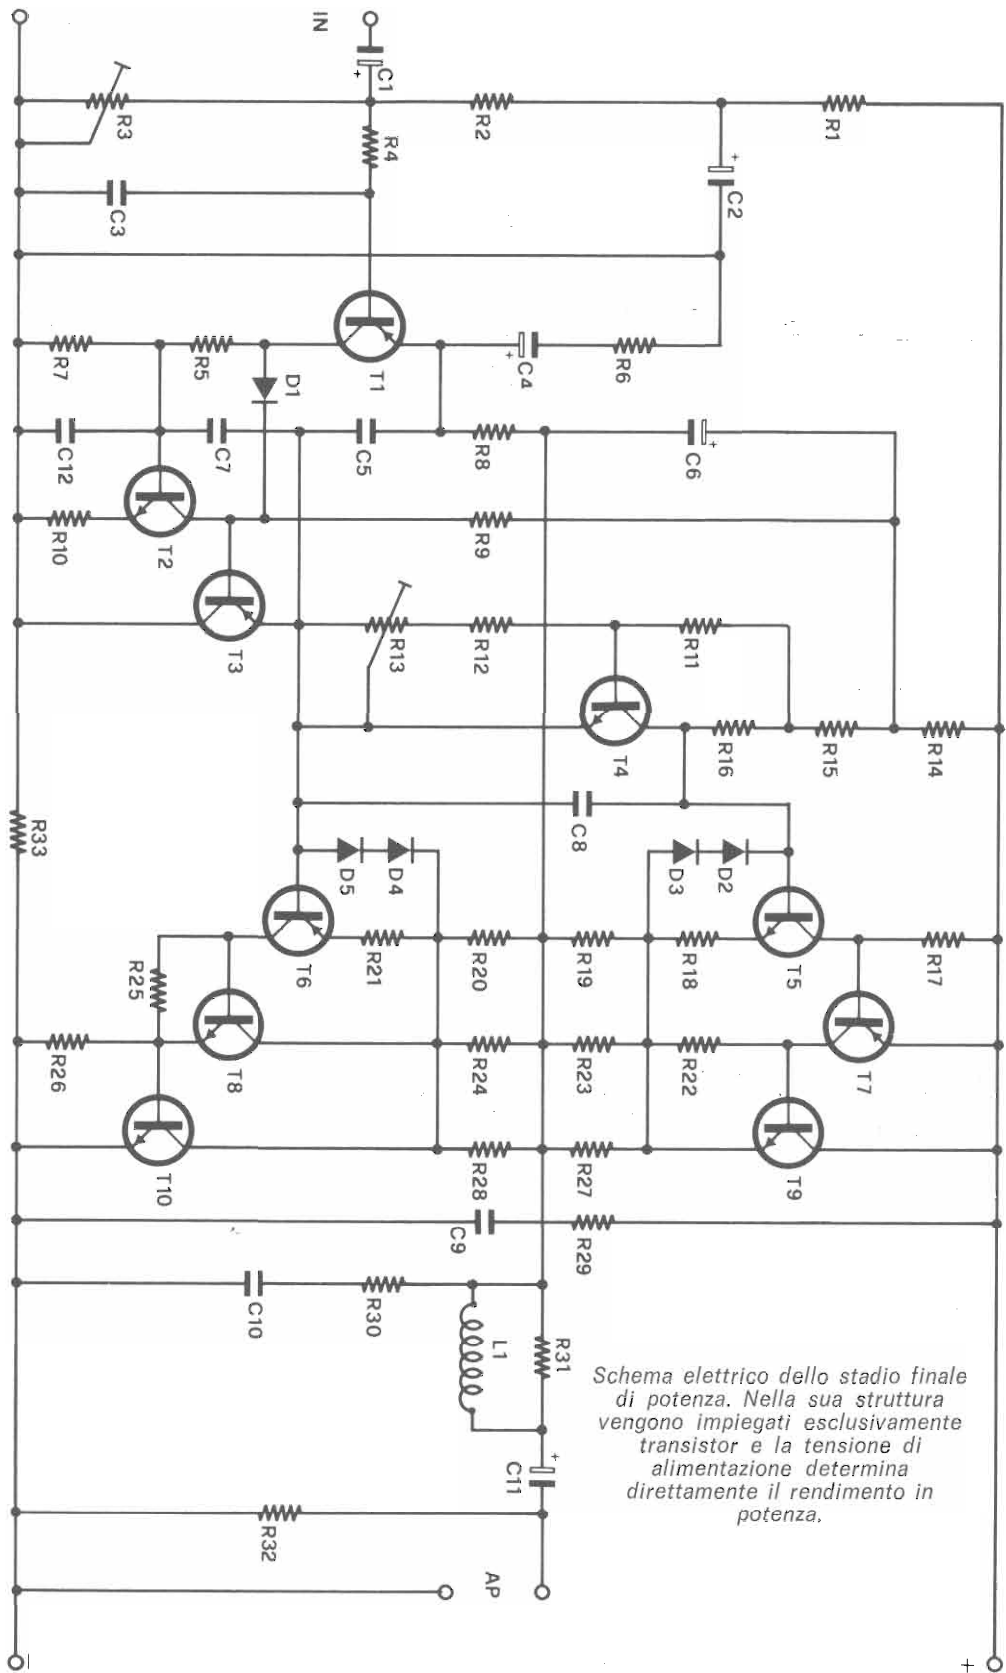 IN
C1
+
R3
R4
R2
R1
C3
+
C2
R7
R5
D1
T1
+
C4
R6
C12
C7
C5
R8
C6
+
R10
T2
R9
T3
R13
R12
R11
T4
R16
R15
R14
R33
C8
D5
D4
D3
D2
R25
T6
R21
R20
R19
R18
T5
R17
R26
T8
R24
R23
R22
T7
T10
R28
R27
T9
C9
R29
C10
R30
L1
R31
+
C11
R32
AP
Schema elettrico dello stadio finale
di potenza. Nella sua struttura
vengono impiegati esclusivamente
transistor e la tensione di
alimentazione determina
direttamente il rendimento in
potenza.
–
+